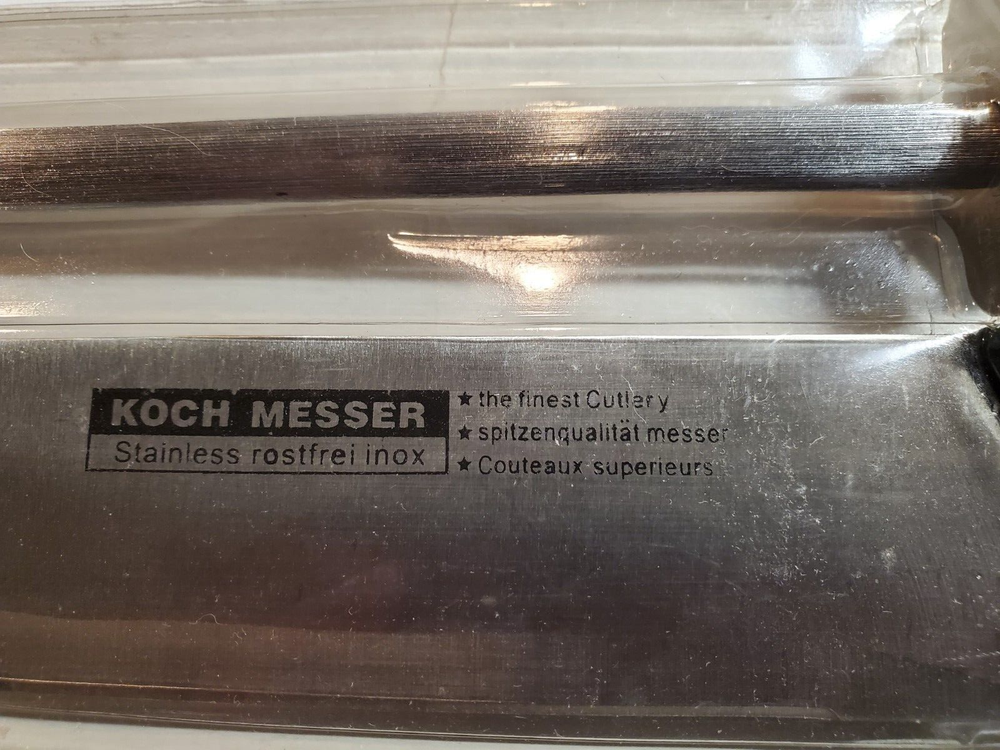 KOCH MESSER
Stainless rostfrei inox
★ the finest Cutlery
★ spitzenqualität messer
★ Couteaux superieurs